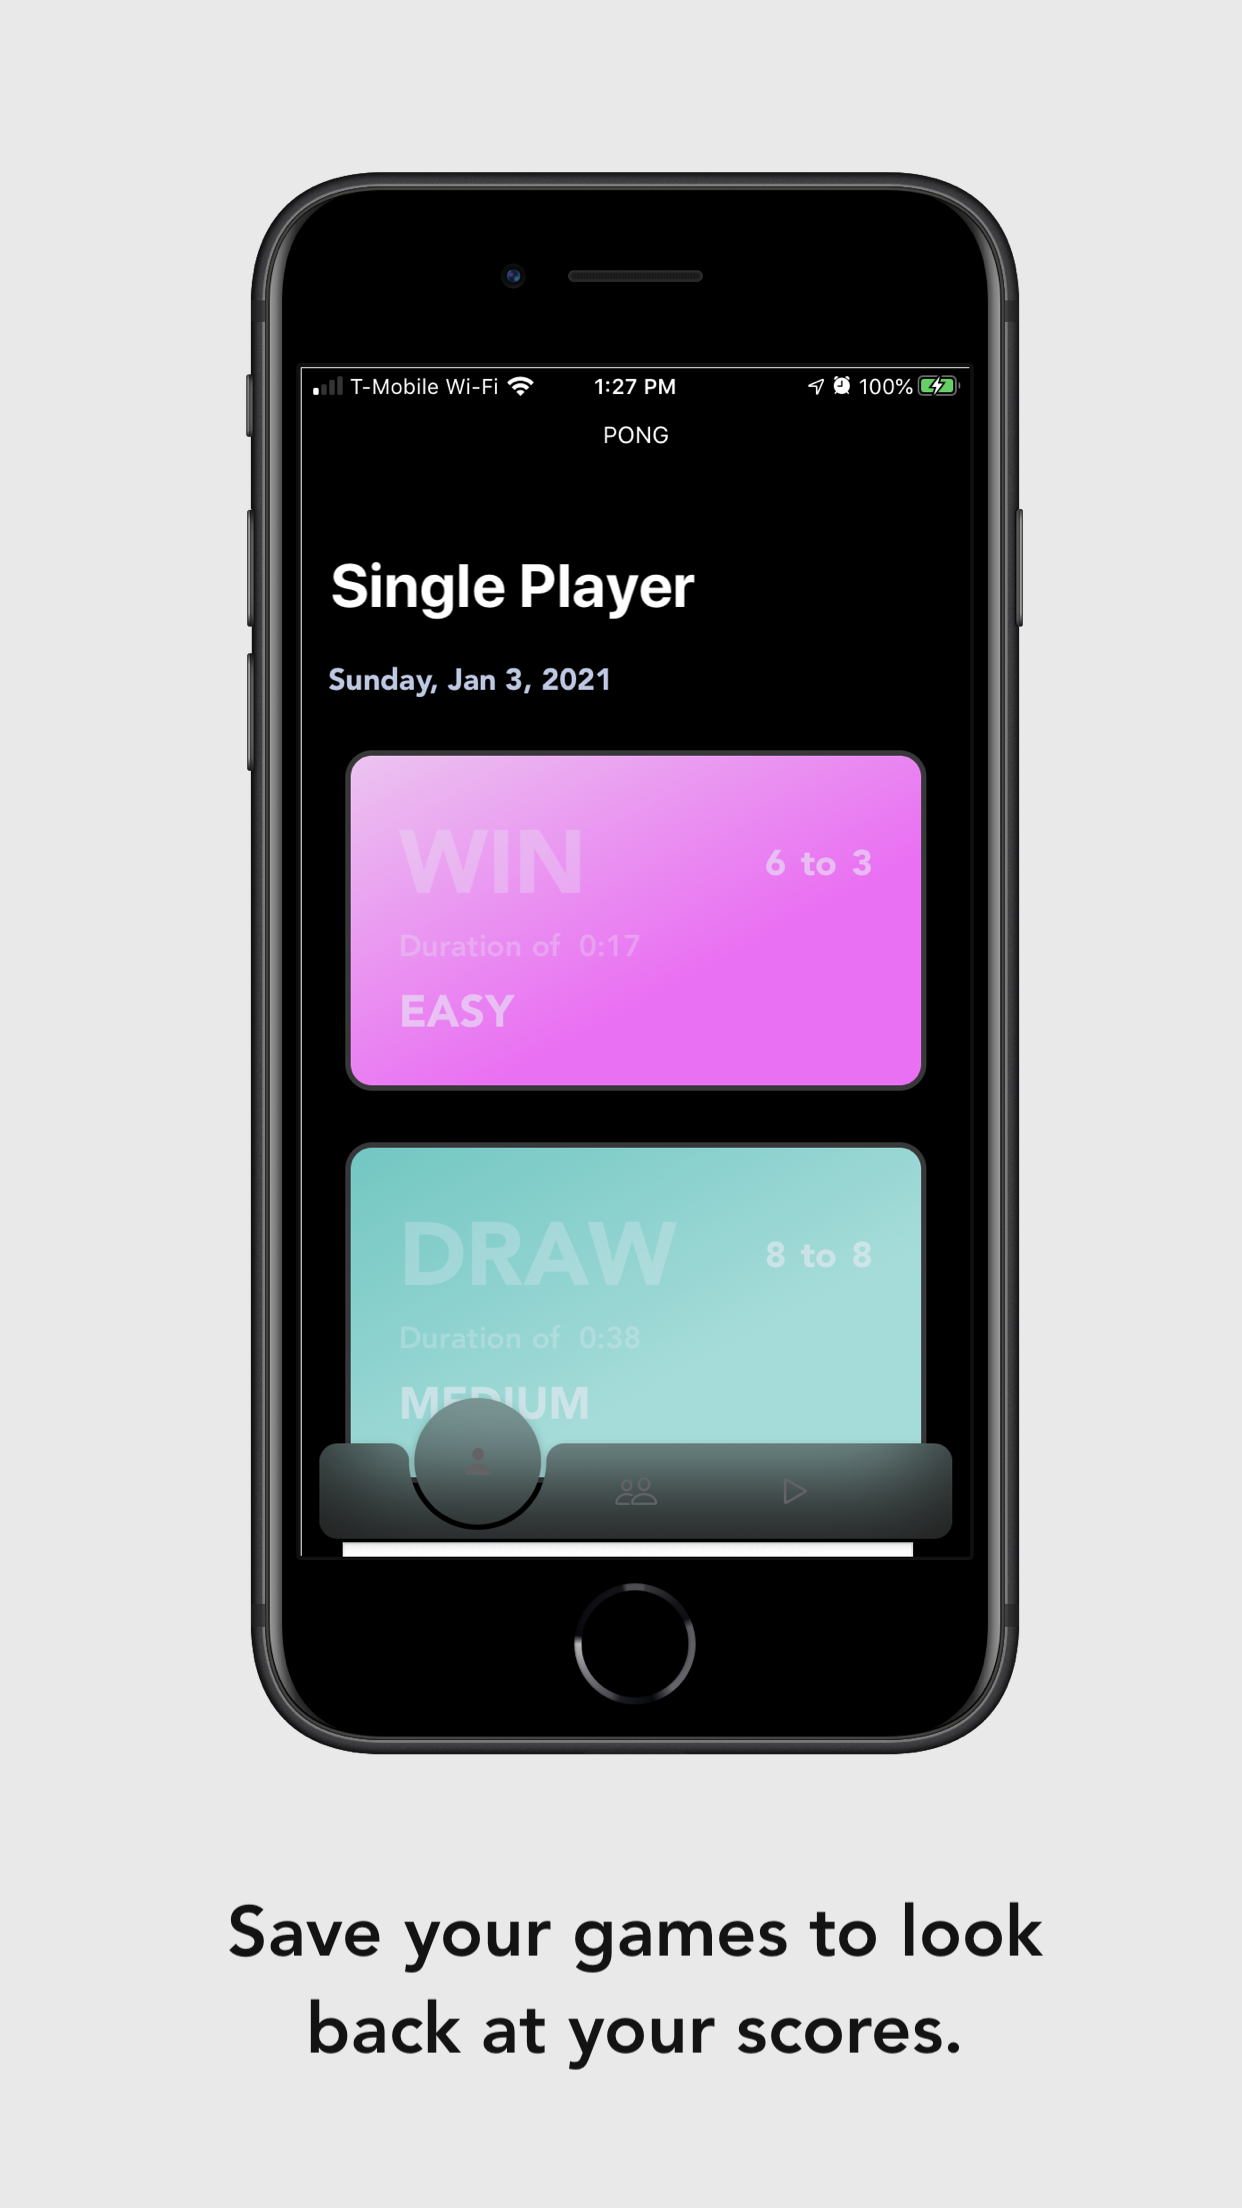 T-Mobile Wi-Fi 1:27 PM 100%
PONG
Single Player
Sunday, Jan 3, 2021
WIN 6 to 3
Duration of 0:17
EASY
DRAW 8 to 8
Duration of 0:38
MEDIUM
Save your games to look
back at your scores.